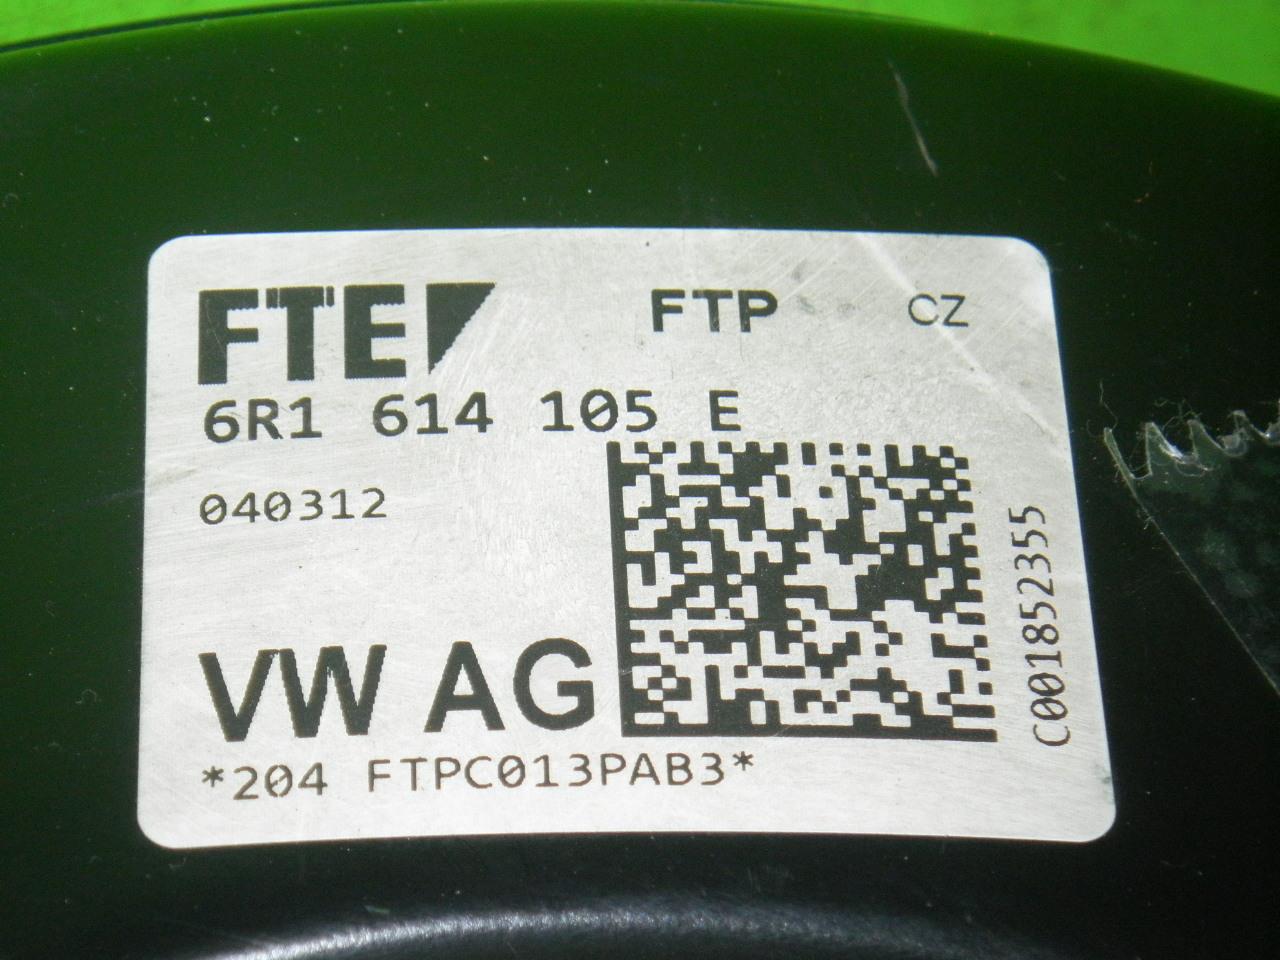 FTE FTP CZ
6R1 614 105 E
040312
VW AG
*204 FTPC013PAB3*
C001852355